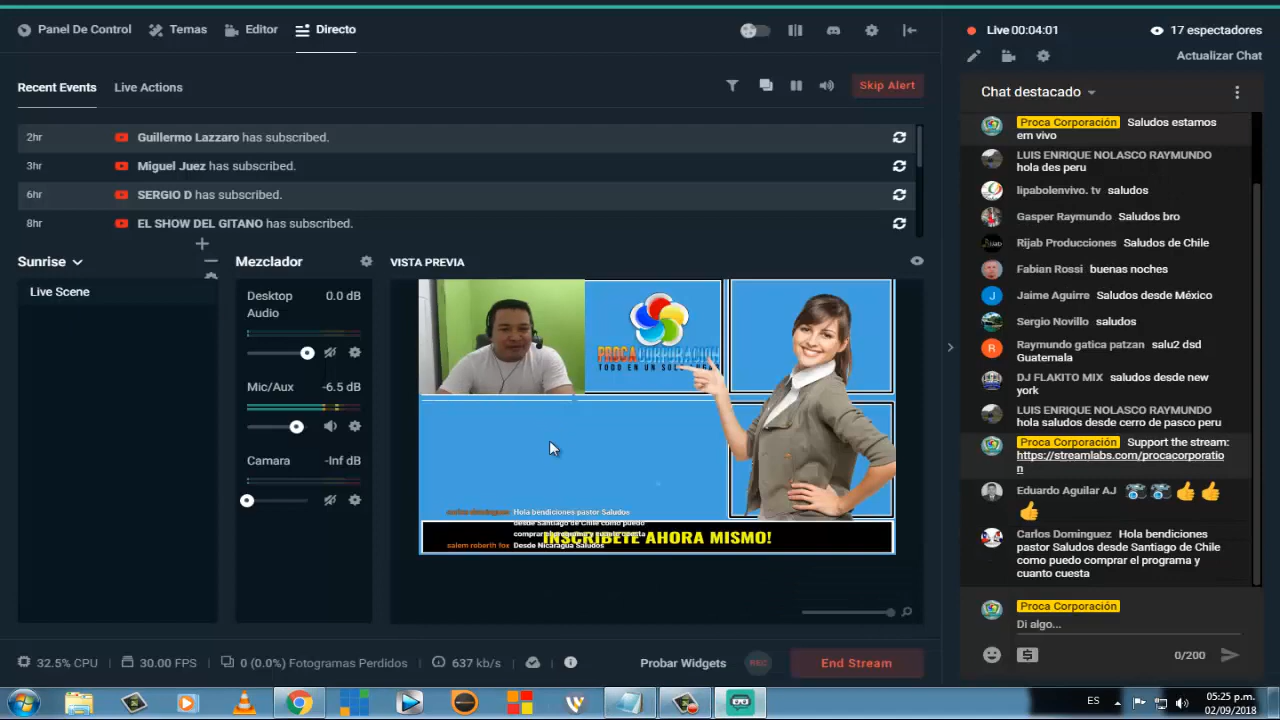 Panel De Control
Temas
Editor
Directo
Recent Events
Live Actions
Skip Alert
2hr
Guillermo Lazzaro has subscribed.
3hr
Miguel Juez has subscribed.
6hr
SERGIO D has subscribed.
8hr
EL SHOW DEL GITANO has subscribed.
Sunrise
Live Scene
Mezclador
Desktop
Audio
0.0 dB
Mic/Aux
-6.5 dB
Camara
-Inf dB
VISTA PREVIA
PROCA CORPORACION
TODO EN UN SOLO
Hola bendiciones pastor Saludos
desde Santiago de Chile como puedo
comprar el programa y cuanto cuesta
salem roberth fox Desde Nicaragua Saludos
INSCRIBETE AHORA MISMO!
32.5% CPU
30.00 FPS
0 (0.0%) Fotogramas Perdidos
637 kb/s
Probar Widgets
REC
End Stream
Live 00:04:01
17 espectadores
Actualizar Chat
Chat destacado
Proca Corporación Saludos estamos
em vivo
LUIS ENRIQUE NOLASCO RAYMUNDO
hola des peru
lipabolenvivo. tv saludos
Gasper Raymundo Saludos bro
Rijab Producciones Saludos de Chile
Fabian Rossi buenas noches
Jaime Aguirre Saludos desde México
Sergio Novillo saludos
Raymundo gatica patzan salu2 dsd
Guatemala
DJ FLAKITO MIX saludos desde new
york
LUIS ENRIQUE NOLASCO RAYMUNDO
hola saludos desde cerro de pasco peru
Proca Corporación Support the stream:
https://streamlabs.com/procacorporatio
n
Eduardo Aguilar AJ
Carlos Dominguez Hola bendiciones
pastor Saludos desde Santiago de Chile
como puedo comprar el programa y
cuanto cuesta
Proca Corporación
Di algo...
0/200
ES
05:25 p.m.
02/09/2018